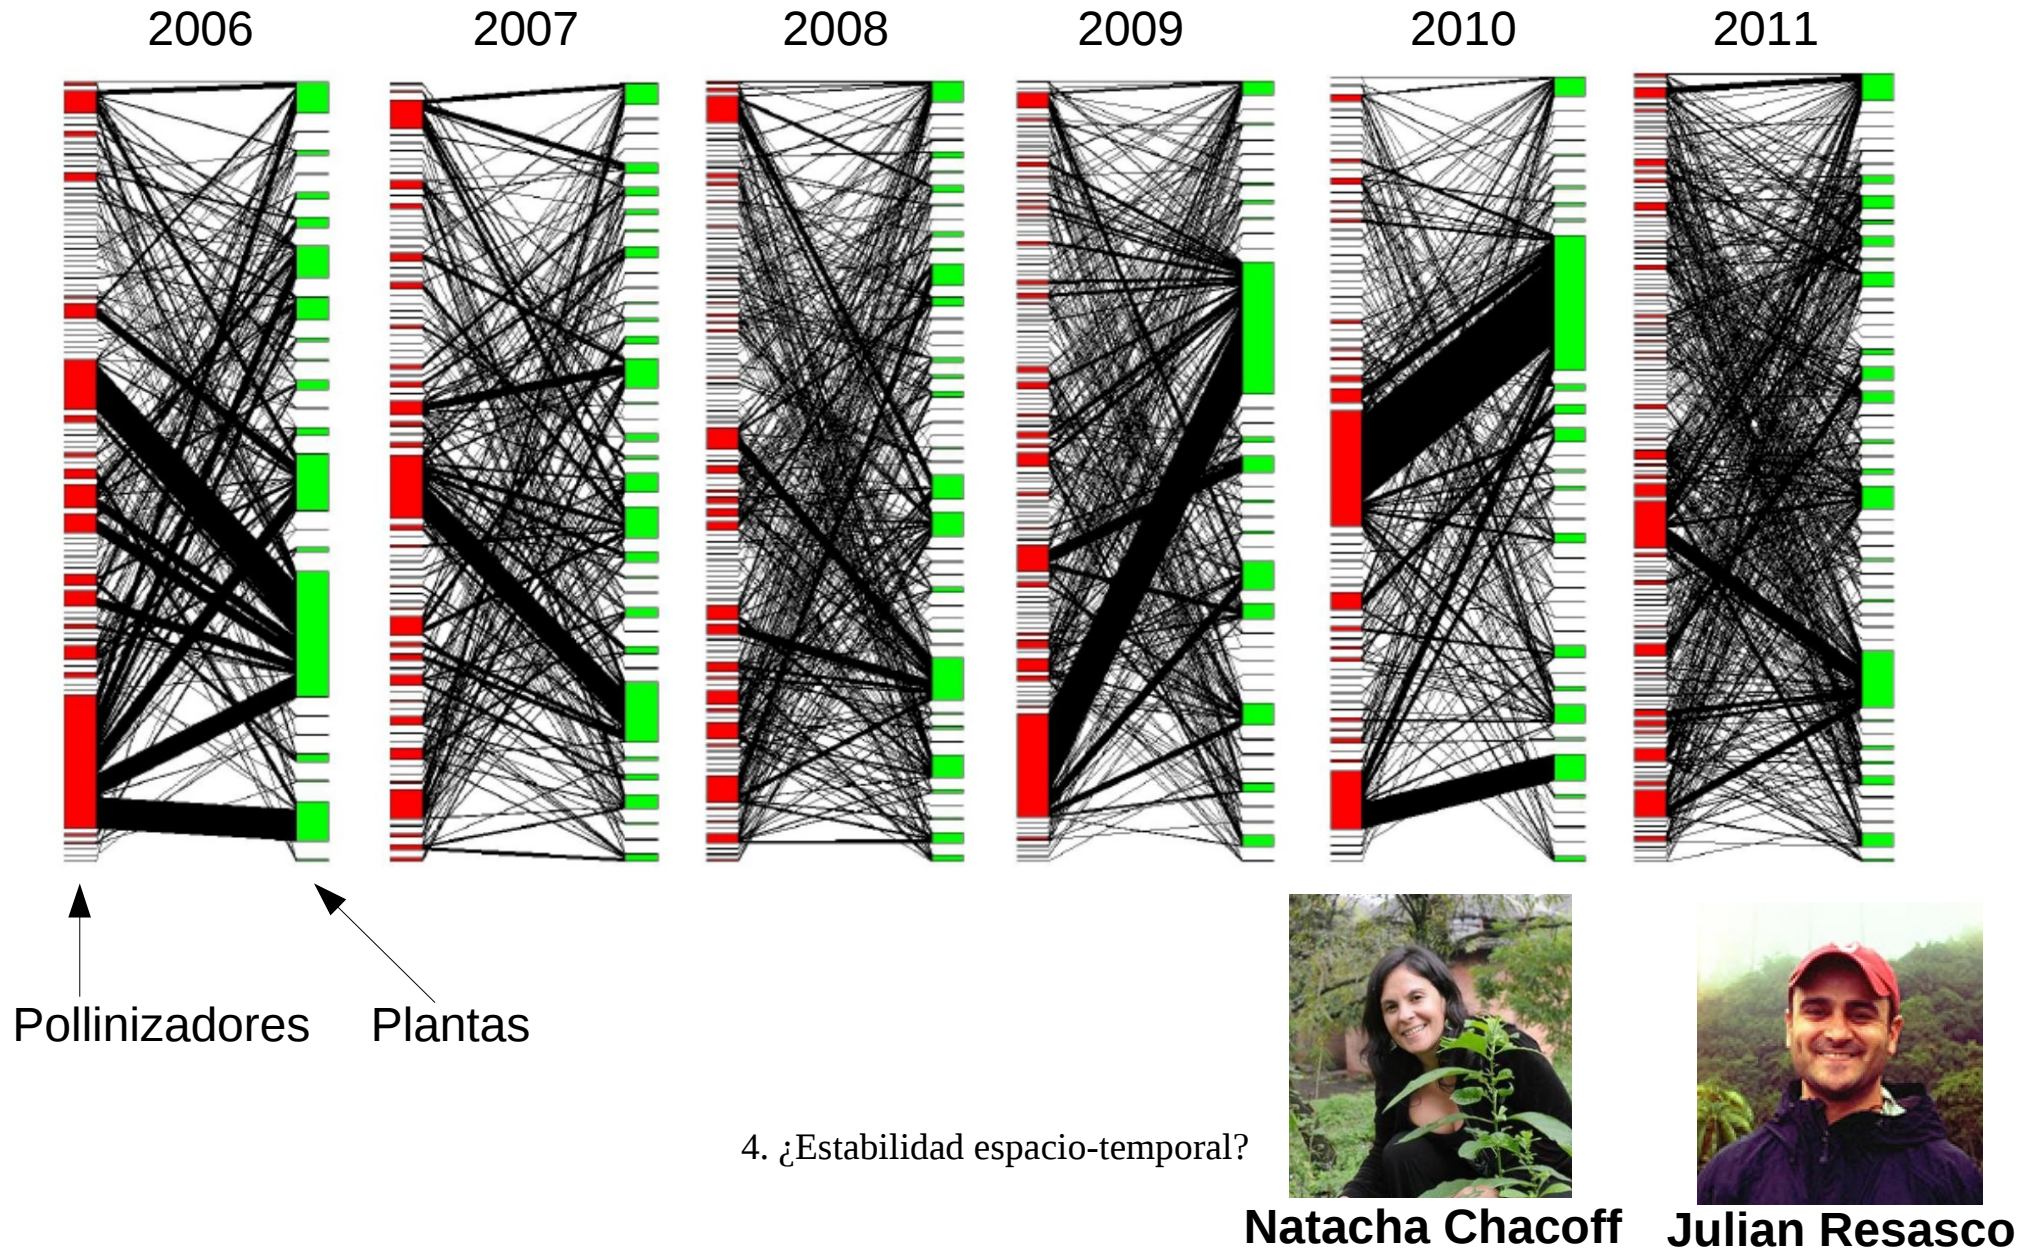 2006 2007 2008 2009 2010 2011
Pollinizadores Plantas
4. ¿Estabilidad espacio-temporal?
Natacha Chacoff Julian Resasco